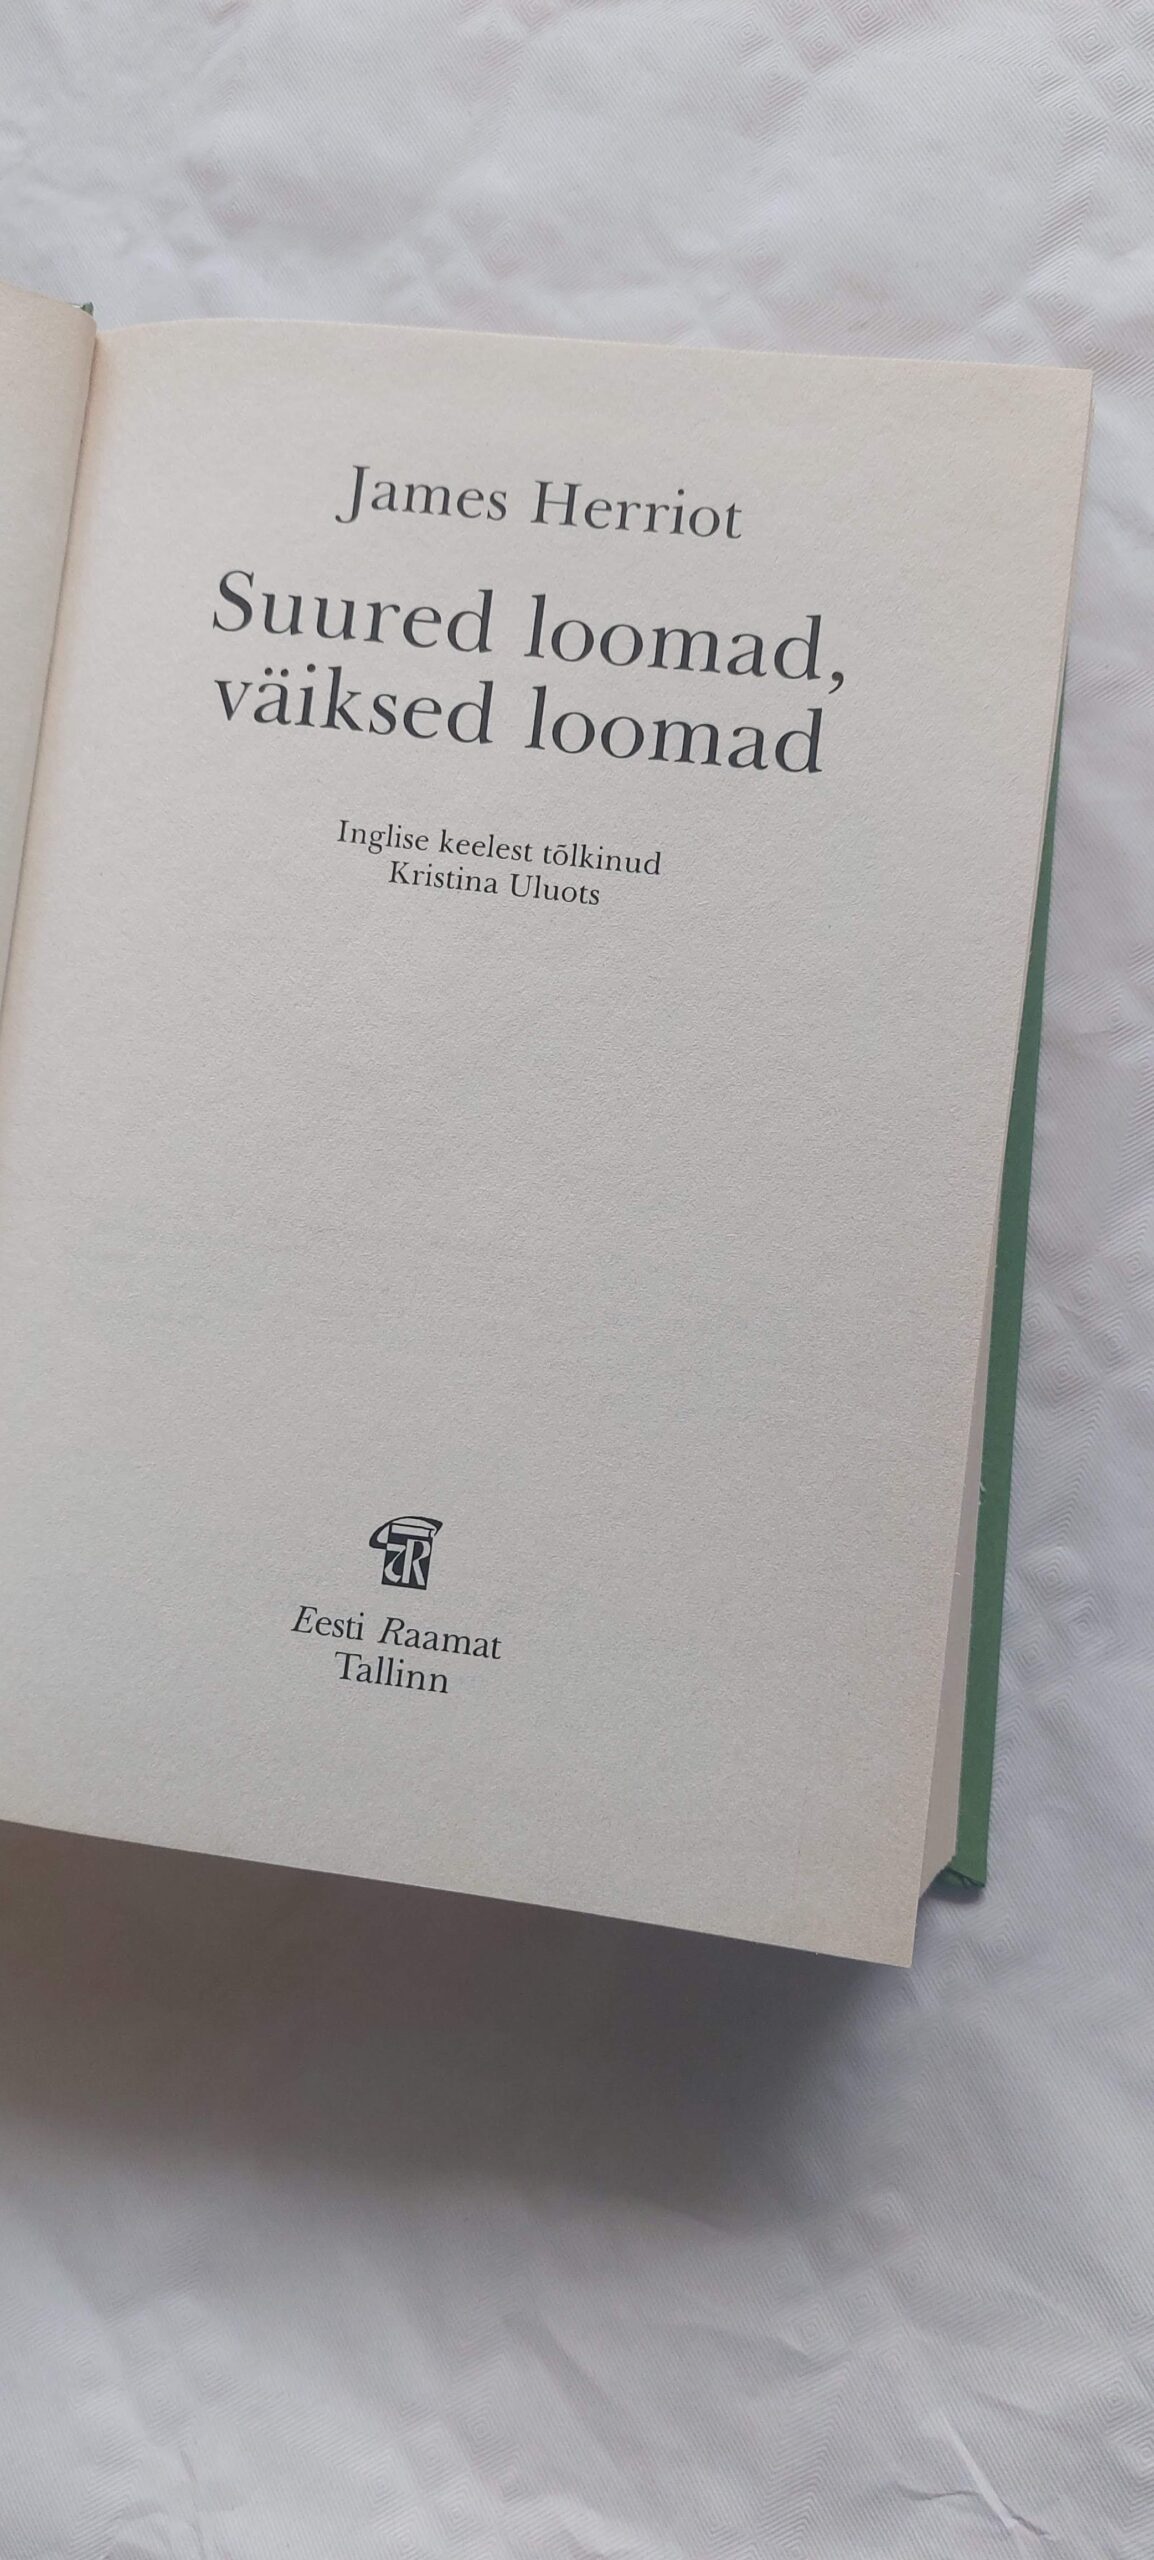 James Herriot
Suured loomad,
väiksed loomad
Inglise keelest tõlkinud
Kristina Uluots
Eesti Raamat
Tallinn